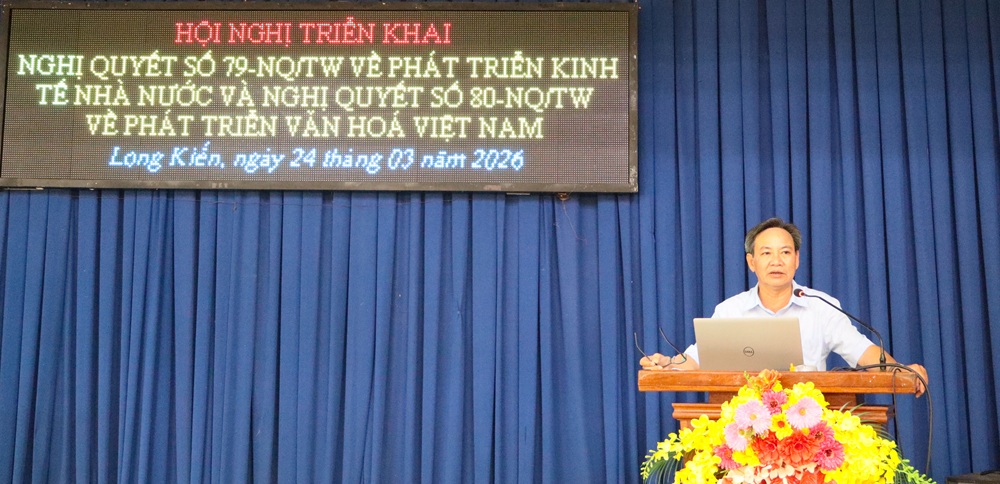 HỘI NGHỊ TRIỂN KHAI
NGHỊ QUYẾT SỐ 79-NQ/TW VỀ PHÁT TRIỂN KINH
TẾ NHÀ NƯỚC VÀ NGHỊ QUYẾT SỐ 80-NQ/TW
VỀ PHÁT TRIỂN VĂN HOÁ VIỆT NAM
Long Kiến, ngày 24 tháng 03 năm 2026
DELL